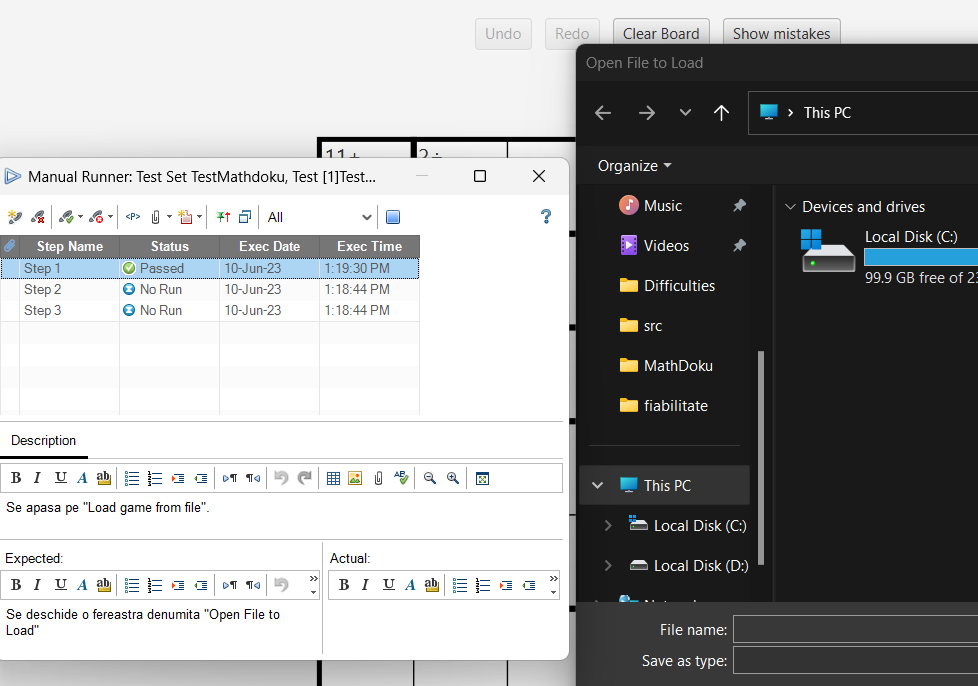 Undo Redo Clear Board Show mistakes
Open File to Load
This PC
Organize
Music
Videos
Difficulties
src
MathDoku
fiabilitate
This PC
Local Disk (C:)
Local Disk (D:)
Devices and drives
Local Disk (C:)
99.9 GB free of 23
File name:
Save as type:
11+ 2÷
Manual Runner: Test Set TestMathdoku, Test [1]Test...
<P> All ?
Step Name Status Exec Date Exec Time
Step 1 Passed 10-Jun-23 1:19:30 PM
Step 2 No Run 10-Jun-23 1:18:44 PM
Step 3 No Run 10-Jun-23 1:18:44 PM
Description
B I U A ab
Se apasa pe "Load game from file".
Expected: Actual:
B I U A ab B I U A ab
Se deschide o fereastra denumita "Open File to
Load"